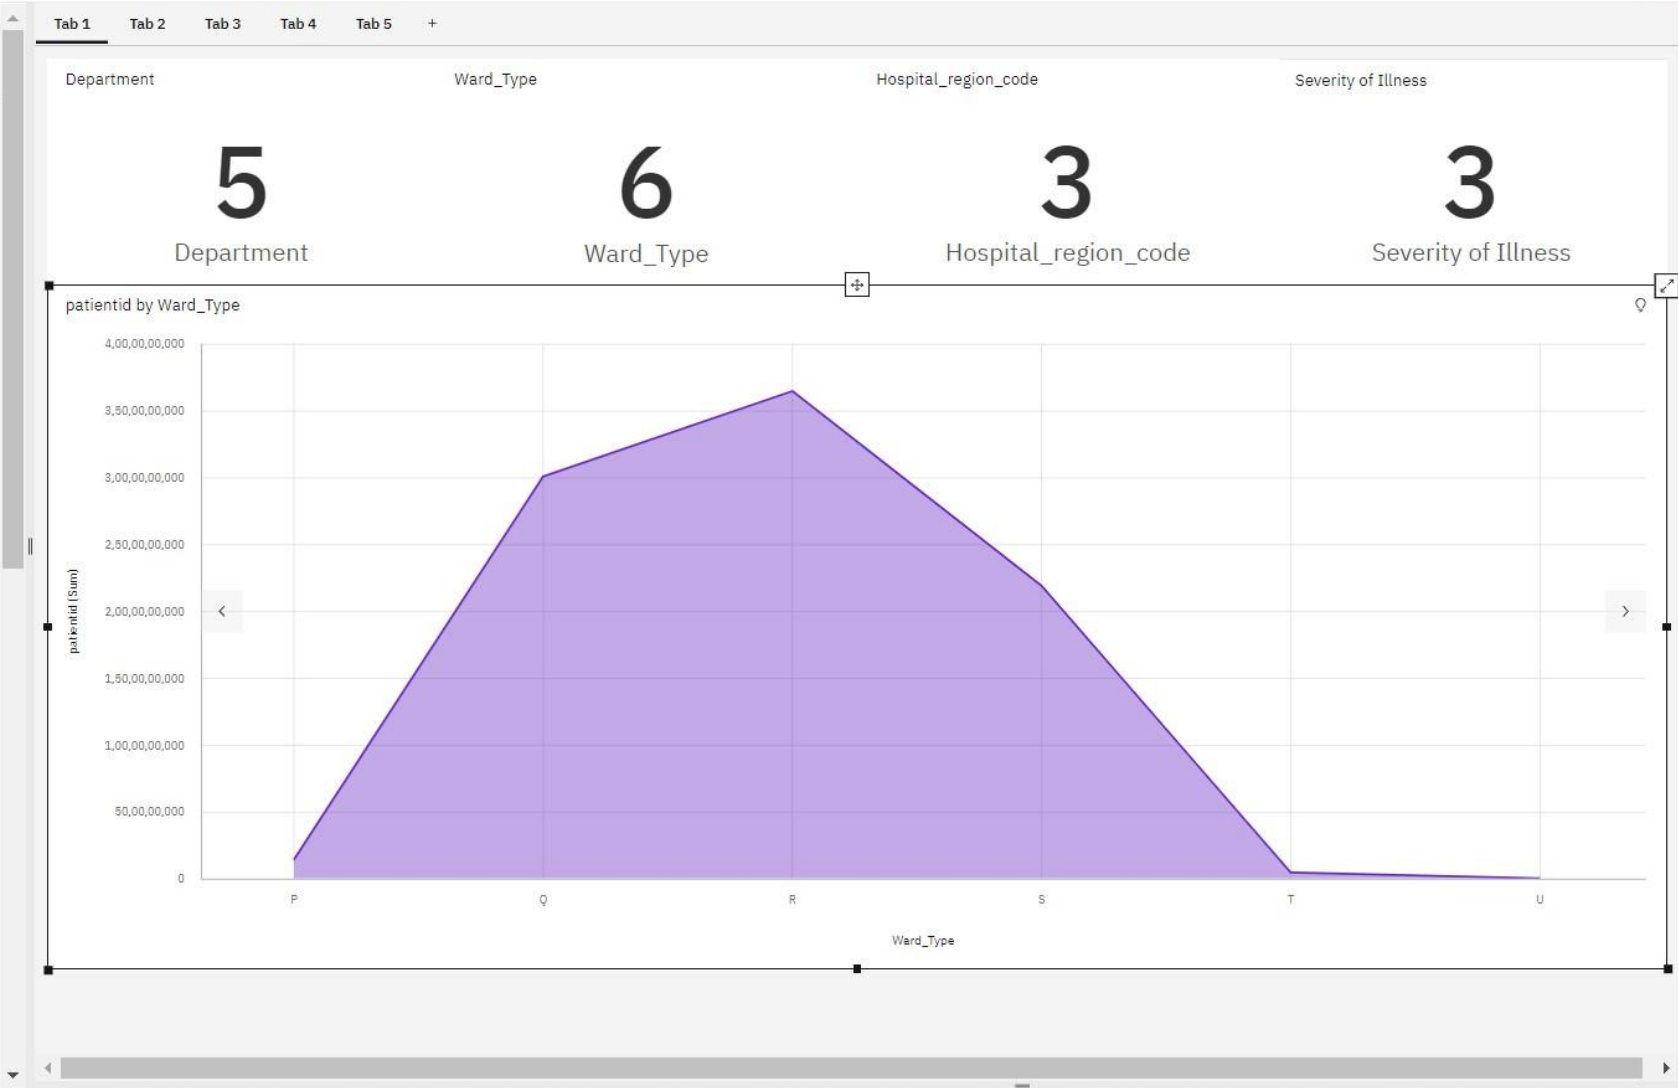 Tab 1 Tab 2 Tab 3 Tab 4 Tab 5 +
Department Ward_Type Hospital_region_code Severity of Illness
5 6 3 3
Department Ward_Type Hospital_region_code Severity of Illness
patientid by Ward_Type
4,00,00,00,000
3,50,00,00,000
3,00,00,00,000
2,50,00,00,000
2,00,00,00,000
1,50,00,00,000
1,00,00,00,000
50,00,00,000
0
patientid (Sum)
P Q R S T U
Ward_Type